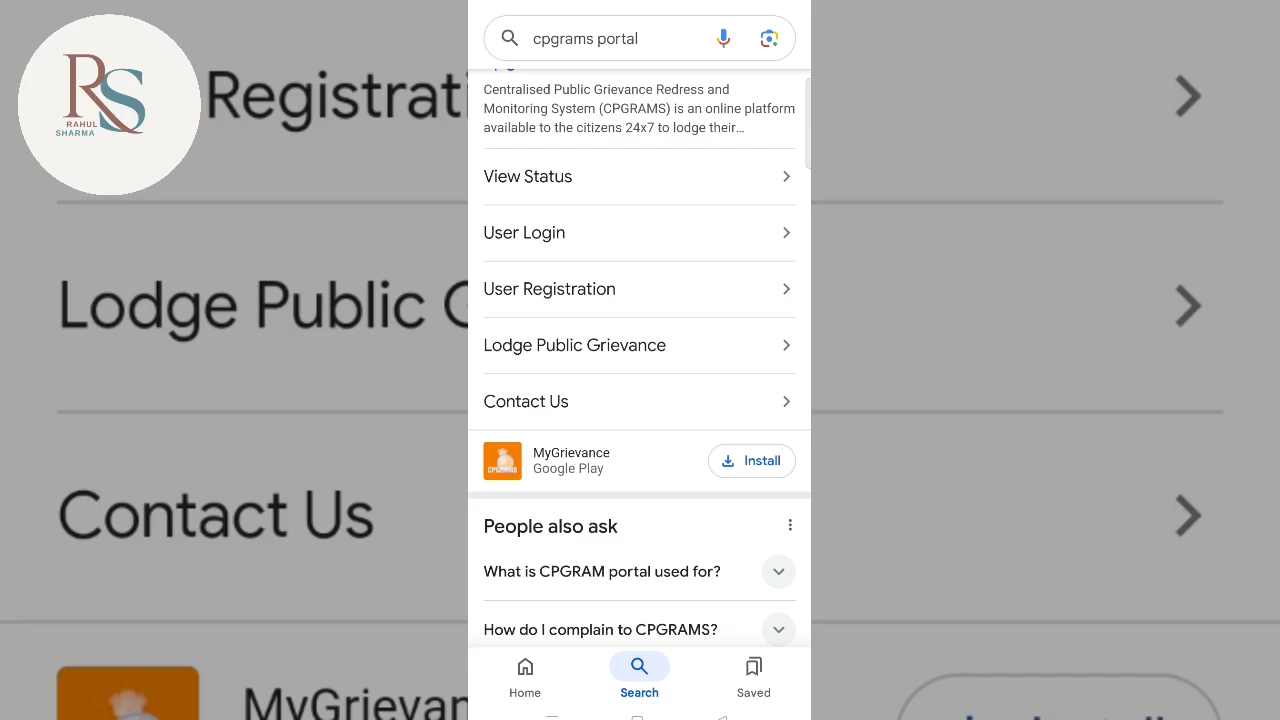 cpgrams portal
Centralised Public Grievance Redress and
Monitoring System (CPGRAMS) is an online platform
available to the citizens 24x7 to lodge their...
View Status
User Login
User Registration
Lodge Public Grievance
Contact Us
MyGrievance
Google Play
Install
CPGRAMS
People also ask
What is CPGRAM portal used for?
How do I complain to CPGRAMS?
Home
Search
Saved
RS
RAHUL
SHARMA
Registrati
Lodge Public G
Contact Us
MyGrievance